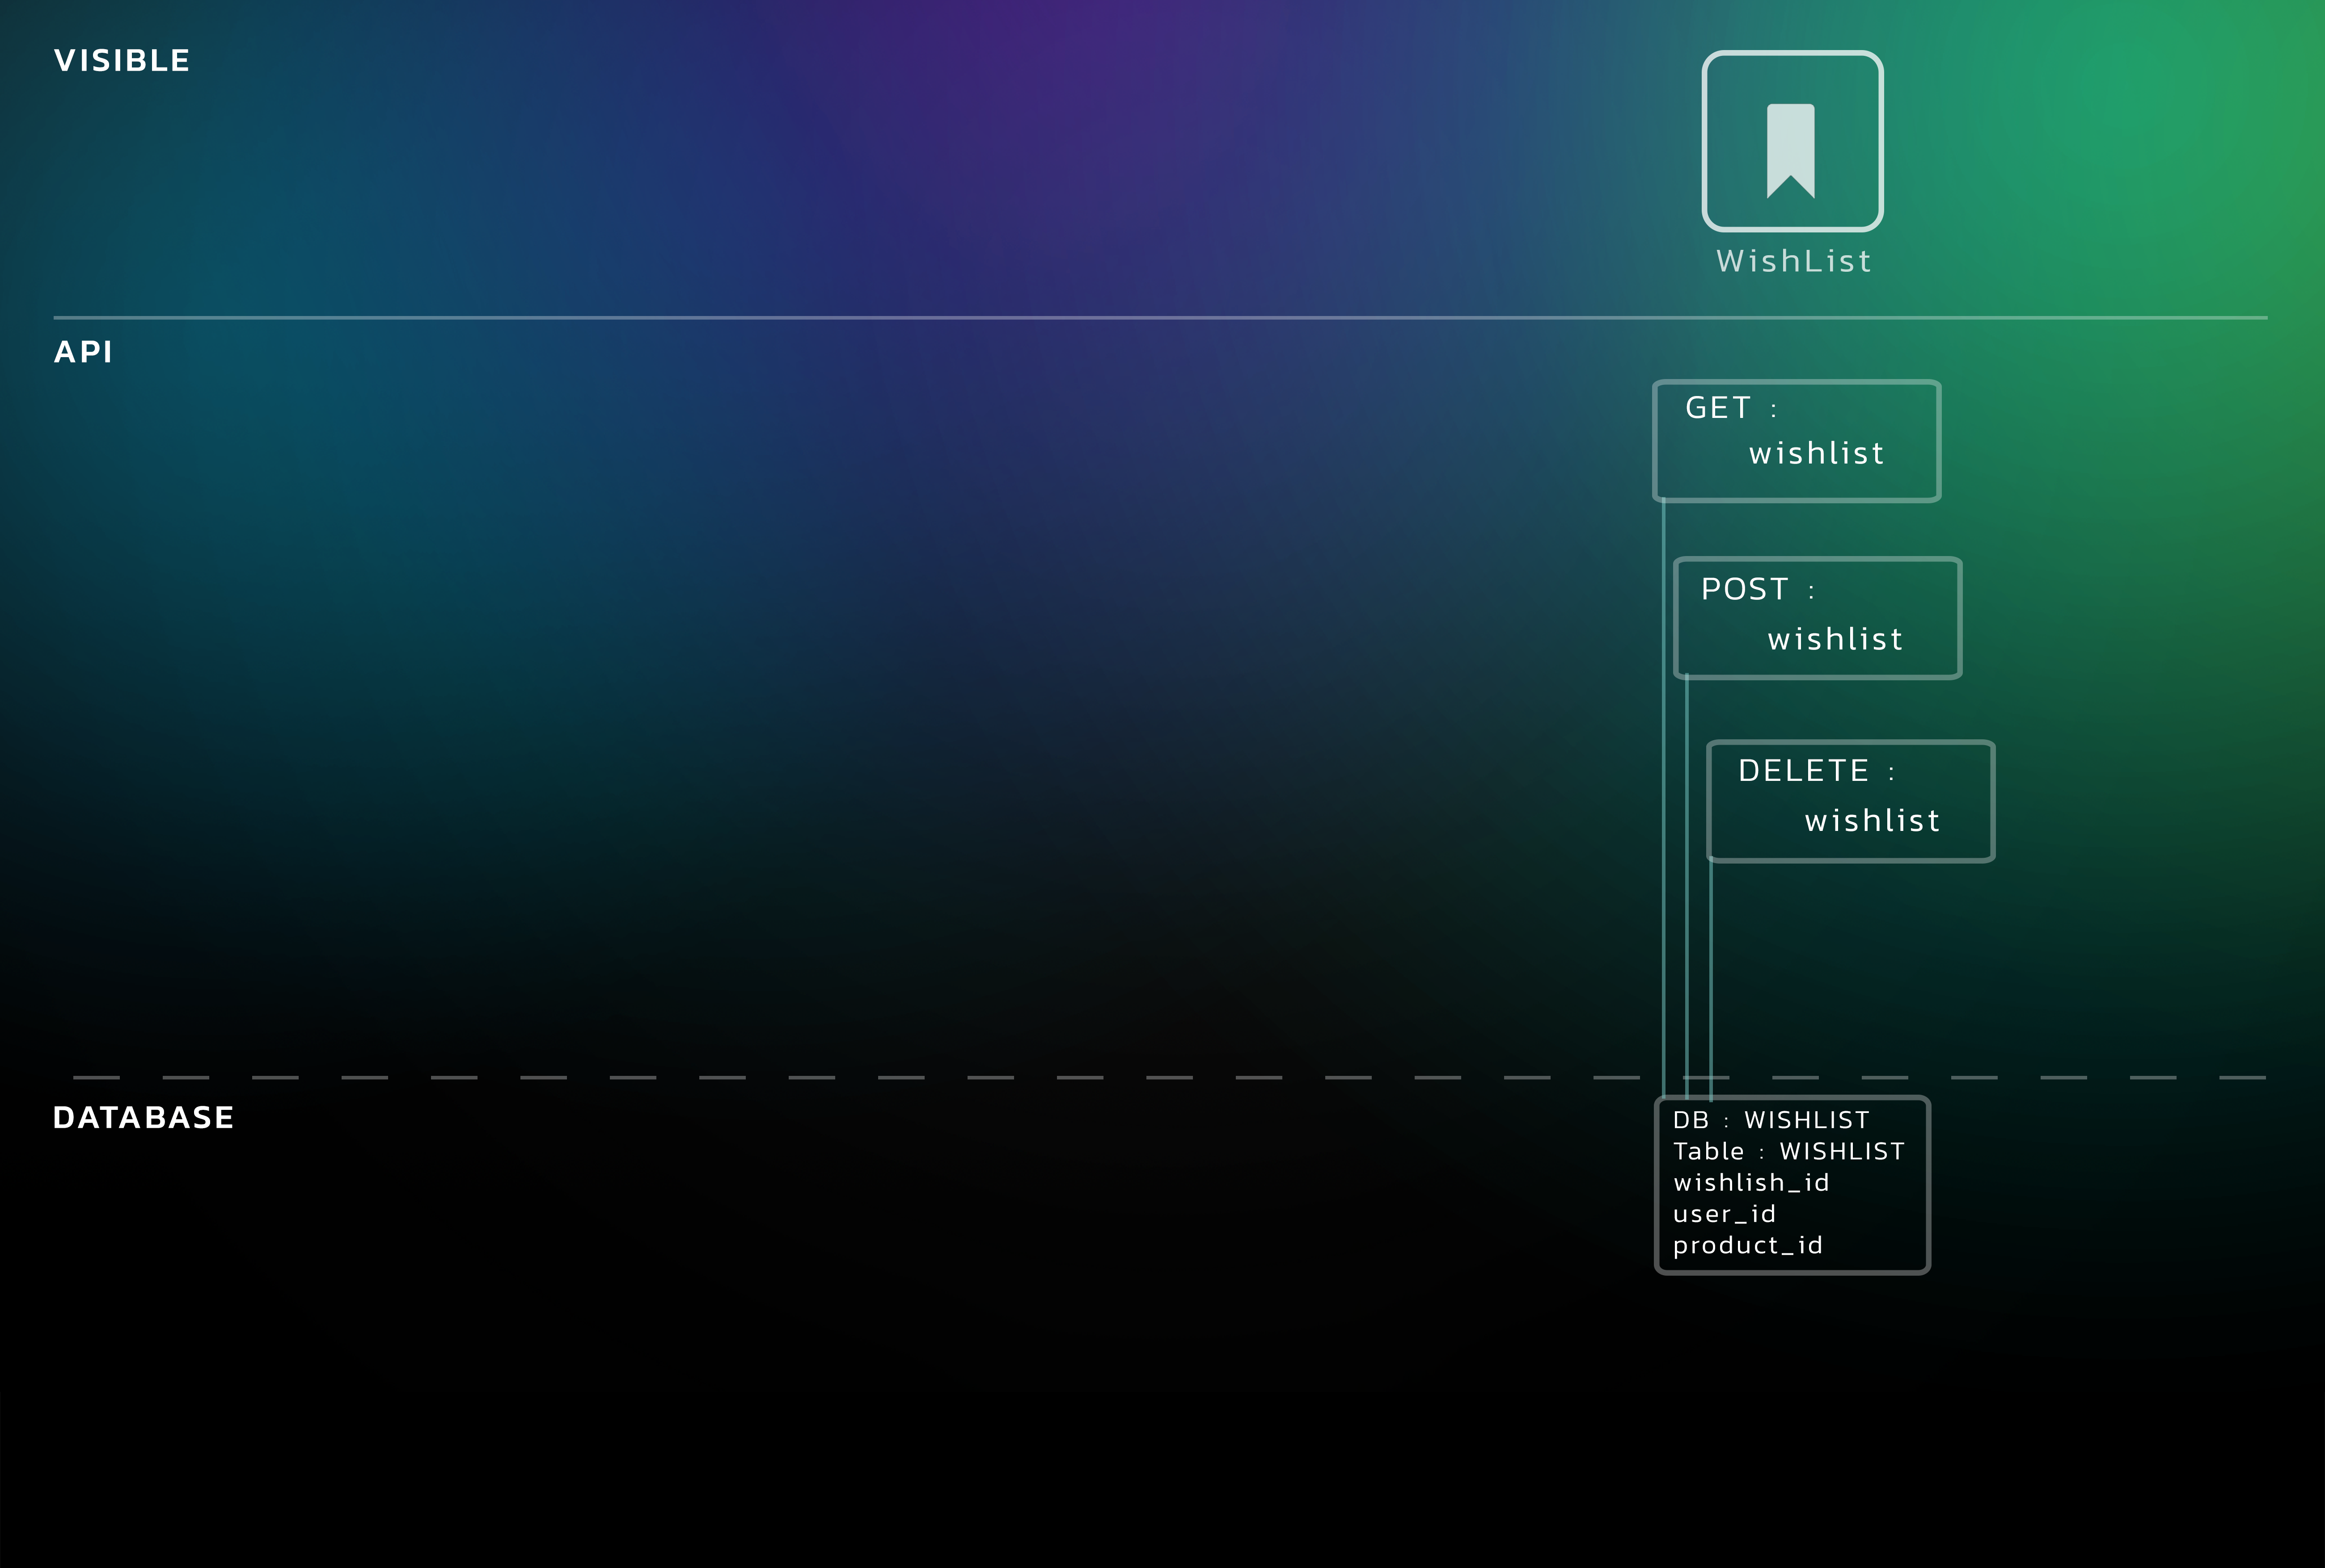 VISIBLE
WishList
API
GET :
wishlist
POST :
wishlist
DELETE :
wishlist
DATABASE
DB : WISHLIST
Table : WISHLIST
wishlish_id
user_id
product_id